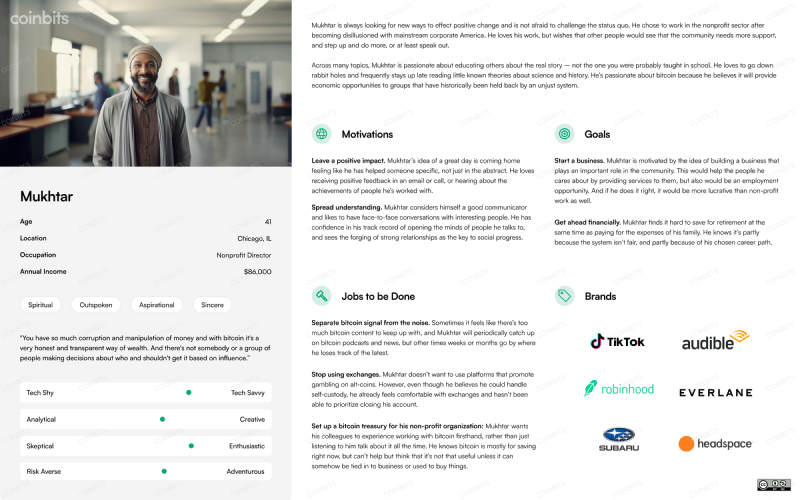 coinbits
Mukhtar
Age 41
Location Chicago, IL
Occupation Nonprofit Director
Annual Income $86,000
Spiritual Outspoken Aspirational Sincere
"You have so much corruption and manipulation of money and with bitcoin it's a
very honest and transparent way of wealth. And there's not somebody or a group of
people making decisions about who and shouldn't get it based on influence."
Tech Shy Tech Savvy
Analytical Creative
Skeptical Enthusiastic
Risk Averse Adventurous
Mukhtar is always looking for new ways to effect positive change and is not afraid to challenge the status quo. He chose to work in the nonprofit sector after
becoming disillusioned with mainstream corporate America. He loves his work, but wishes that other people would see that the community needs more support,
and step up and do more, or at least speak out.
Across many topics, Mukhtar is passionate about educating others about the real story — not the one you were probably taught in school. He loves to go down
rabbit holes and frequently stays up late reading little known theories about science and history. He's passionate about bitcoin because he believes it will provide
economic opportunities to groups that have historically been held back by an unjust system.
Motivations
Leave a positive impact. Mukhtar's idea of a great day is coming home
feeling like he has helped someone specific, not just in the abstract. He loves
receiving positive feedback in an email or call, or hearing about the
achievements of people he's worked with.
Spread understanding. Mukhtar considers himself a good communicator
and likes to have face-to-face conversations with interesting people. He has
confidence in his track record of opening the minds of people he talks to,
and sees the forging of strong relationships as the key to social progress.
Goals
Start a business. Mukhtar is motivated by the idea of building a business that
plays an important role in the community. This would help the people he
cares about by providing services to them, but also would be an employment
opportunity. And if he does it right, it would be more lucrative than non-profit
work as well.
Get ahead financially. Mukhtar finds it hard to save for retirement at the
same time as paying for the expenses of his family. He knows it's partly
because the system isn't fair, and partly because of his chosen career path.
Jobs to be Done
Separate bitcoin signal from the noise. Sometimes it feels like there's too
much bitcoin content to keep up with, and Mukhtar will periodically catch up
on bitcoin podcasts and news, but other times weeks or months go by where
he loses track of the latest.
Stop using exchanges. Mukhtar doesn't want to use platforms that promote
gambling on alt-coins. However, even though he believes he could handle
self-custody, he already feels comfortable with exchanges and hasn't been
able to prioritize closing his account.
Set up a bitcoin treasury for his non-profit organization: Mukhtar wants
his colleagues to experience working with bitcoin firsthand, rather than just
listening to him talk about it all the time. He knows bitcoin is mostly for saving
right now, but can't help but think that it's not that useful unless it can
somehow be tied in to business or used to buy things.
Brands
TikTok audible
robinhood EVERLANE
SUBARU headspace